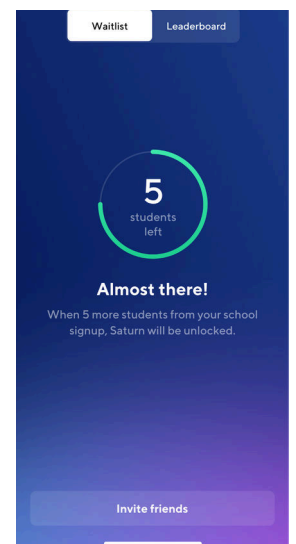 Waitlist
Leaderboard
5
students
left
Almost there!
When 5 more students from your school
signup, Saturn will be unlocked.
Invite friends